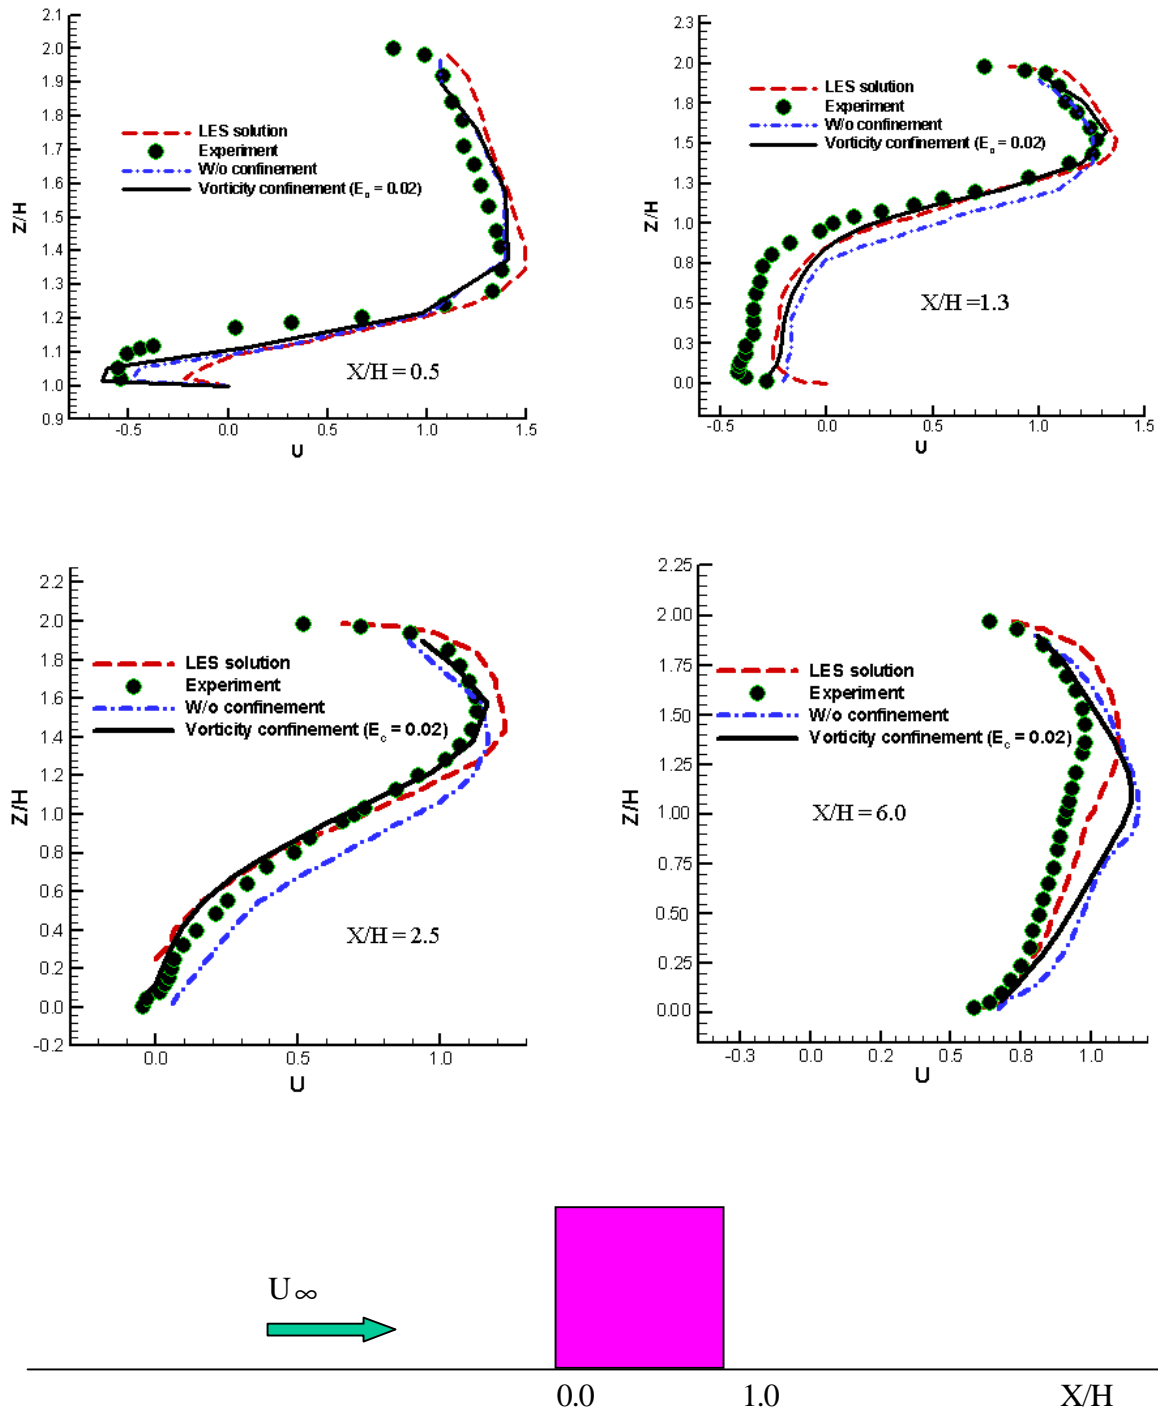 2.1
2.0
1.9
1.8
1.7
1.6
1.5
1.4
1.3
1.2
1.1
1.0
0.9
Z/H
-0.5 0.0 0.5 1.0 1.5
U
LES solution
Experiment
W/o confinement
Vorticity confinement (E = 0.02)
X/H = 0.5
2.3
2.0
1.8
1.5
1.3
1.0
0.8
0.5
0.3
0.0
Z/H
-0.5 0.0 0.5 1.0 1.5
U
LES solution
Experiment
W/o confinement
Vorticity confinement (E = 0.02)
X/H =1.3
2.2
2.0
1.8
1.6
1.4
1.2
1.0
0.8
0.6
0.4
0.2
0.0
-0.2
Z/H
0.0 0.5 1.0
U
LES solution
Experiment
W/o confinement
Vorticity confinement (Ec = 0.02)
X/H = 2.5
2.25
2.00
1.75
1.50
1.25
1.00
0.75
0.50
0.25
0.00
Z/H
-0.3 0.0 0.2 0.5 0.8 1.0
U
LES solution
Experiment
W/o confinement
Vorticity confinement (Ec = 0.02)
X/H = 6.0
U∞
0.0 1.0 X/H